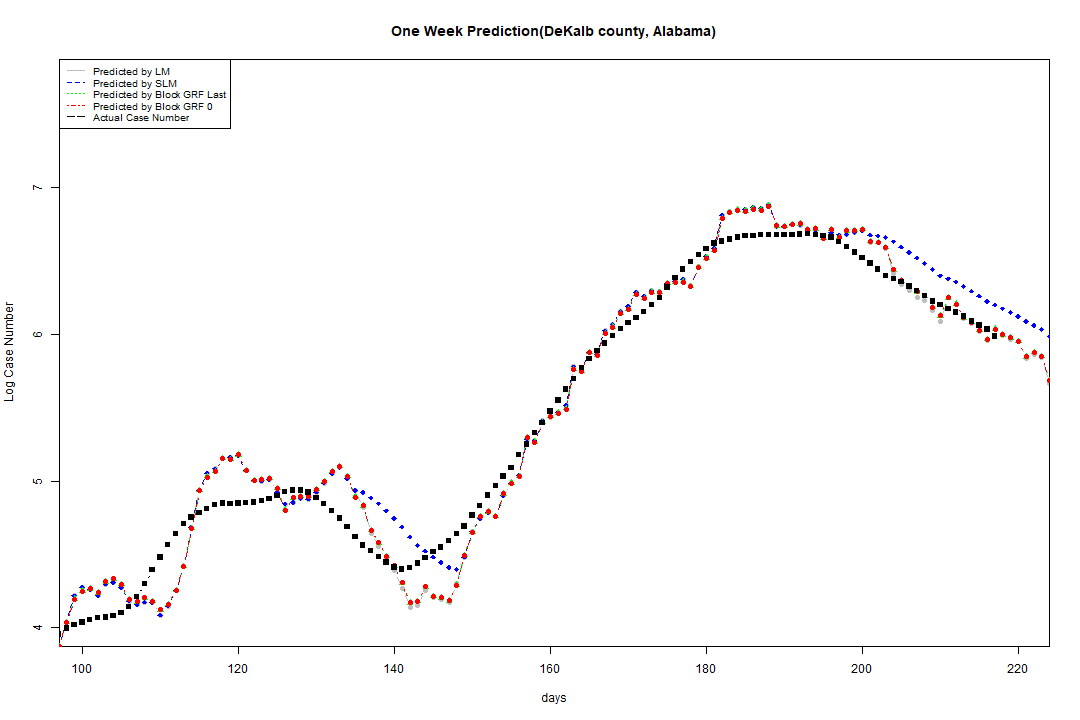 One Week Prediction(DeKalb county, Alabama)
Predicted by LM
Predicted by SLM
Predicted by Block GRF Last
Predicted by Block GRF 0
Actual Case Number
7
6
5
4
Log Case Number
100 120 140 160 180 200 220
days